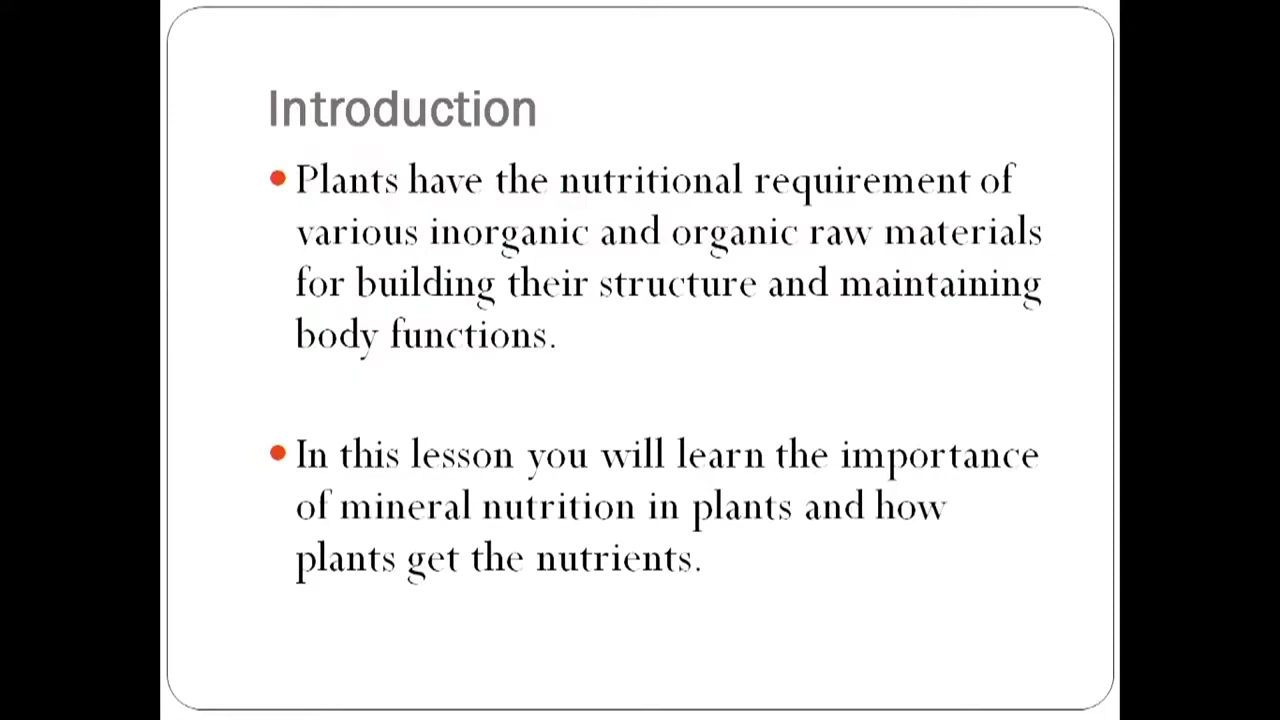 Introduction
• Plants have the nutritional requirement of
various inorganic and organic raw materials
for building their structure and maintaining
body functions.
• In this lesson you will learn the importance
of mineral nutrition in plants and how
plants get the nutrients.